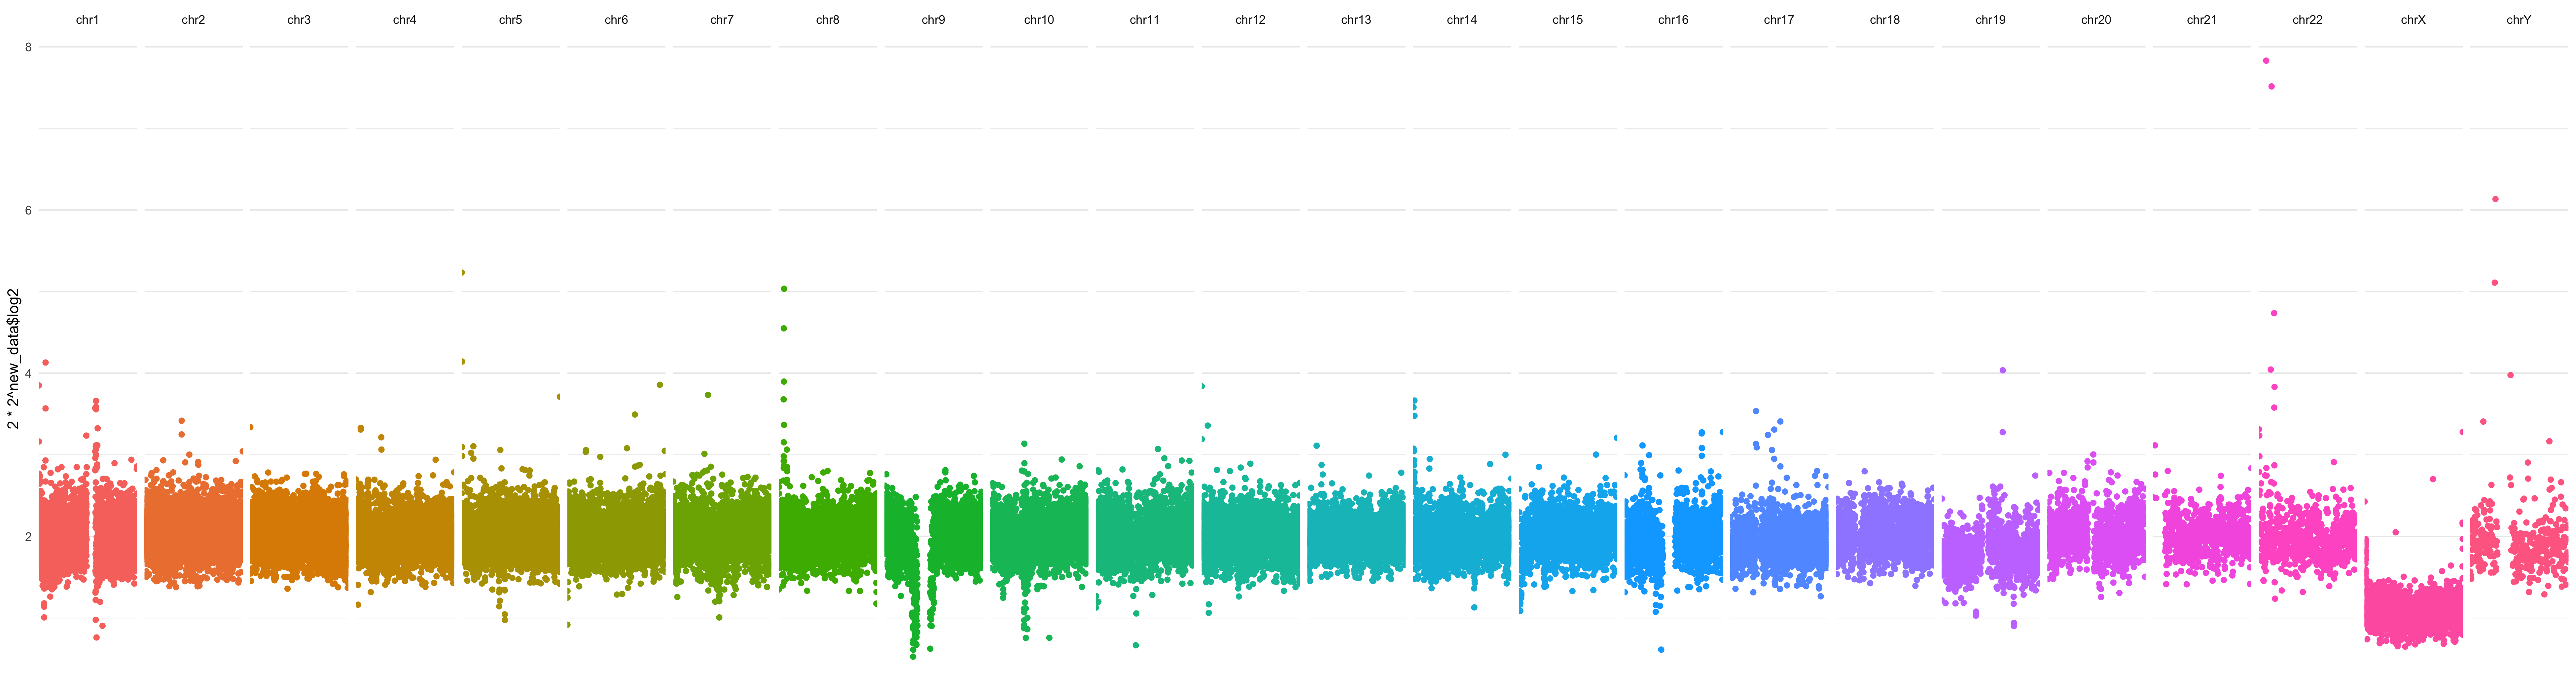 chr1 chr2 chr3 chr4 chr5 chr6 chr7 chr8 chr9 chr10 chr11 chr12 chr13 chr14 chr15 chr16 chr17 chr18 chr19 chr20 chr21 chr22 chrX chrY
8
6
4
2
2 * 2^new_data$log2